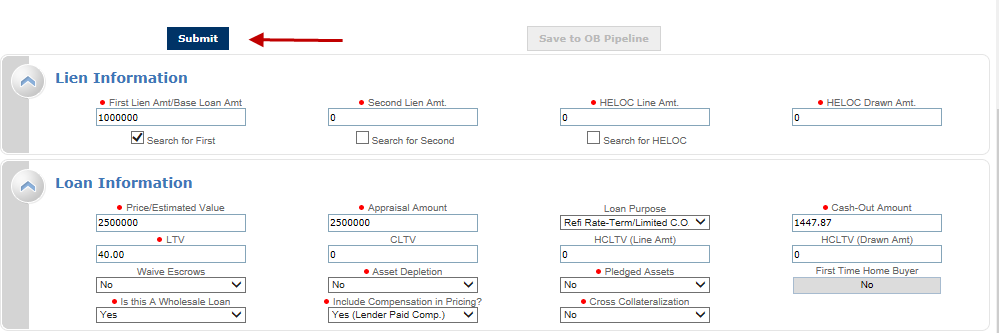 Submit Save to OB Pipeline
Lien Information
First Lien Amt/Base Loan Amt Second Lien Amt. HELOC Line Amt. HELOC Drawn Amt.
1000000 0 0 0
Search for First Search for Second Search for HELOC
Loan Information
Price/Estimated Value Appraisal Amount Loan Purpose Cash-Out Amount
2500000 2500000 Refi Rate-Term/Limited C.O. 1447.87
LTV CLTV HCLTV (Line Amt) HCLTV (Drawn Amt)
40.00 0 0 0
Waive Escrows Asset Depletion Pledged Assets First Time Home Buyer
No No No No
Is this A Wholesale Loan Include Compensation in Pricing? Cross Collateralization
Yes Yes (Lender Paid Comp.) No